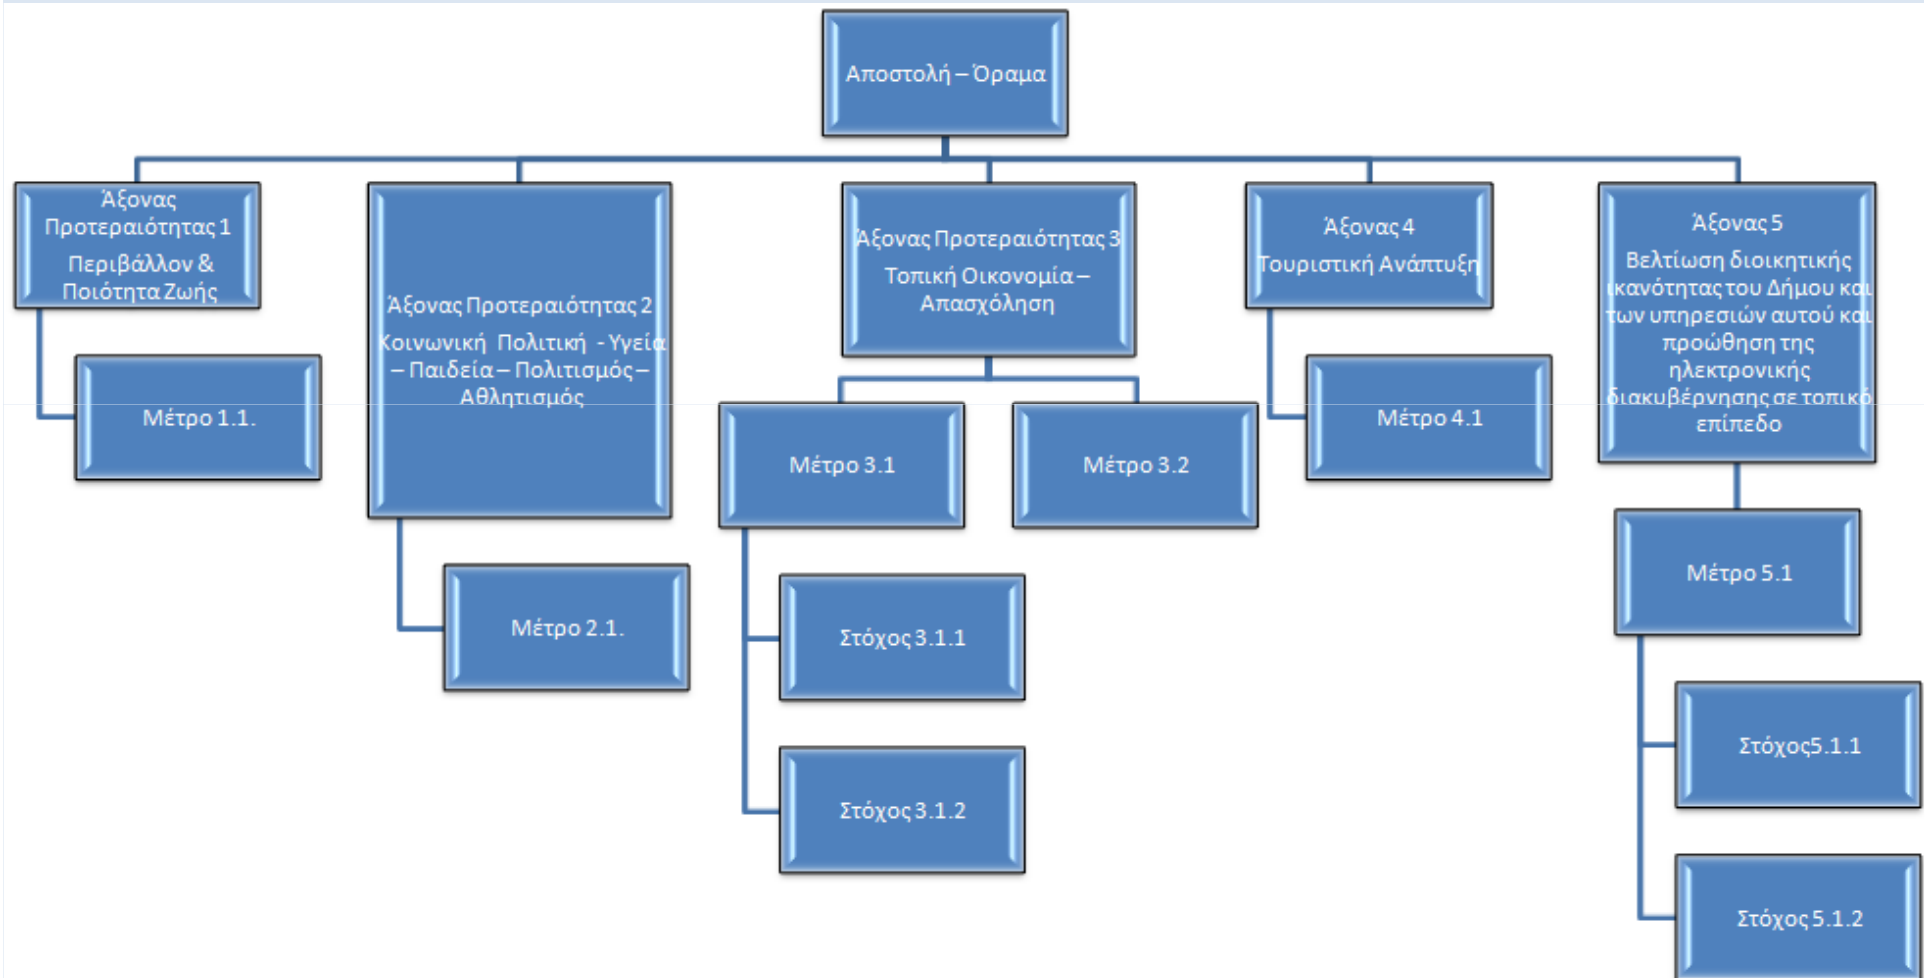 Αποστολή – Όραμα
Άξονας
Προτεραιότητας 1
Περιβάλλον &
Ποιότητα Ζωής
Μέτρο 1.1.
Άξονας Προτεραιότητας 2
Κοινωνική Πολιτική - Υγεία
– Παιδεία – Πολιτισμός –
Αθλητισμός
Μέτρο 2.1.
Άξονας Προτεραιότητας 3
Τοπική Οικονομία –
Απασχόληση
Μέτρο 3.1
Μέτρο 3.2
Στόχος 3.1.1
Στόχος 3.1.2
Άξονας 4
Τουριστική Ανάπτυξη
Μέτρο 4.1
Άξονας 5
Βελτίωση διοικητικής
ικανότητας του Δήμου και
των υπηρεσιών αυτού και
προώθηση της
ηλεκτρονικής
διακυβέρνησης σε τοπικό
επίπεδο
Μέτρο 5.1
Στόχος5.1.1
Στόχος 5.1.2